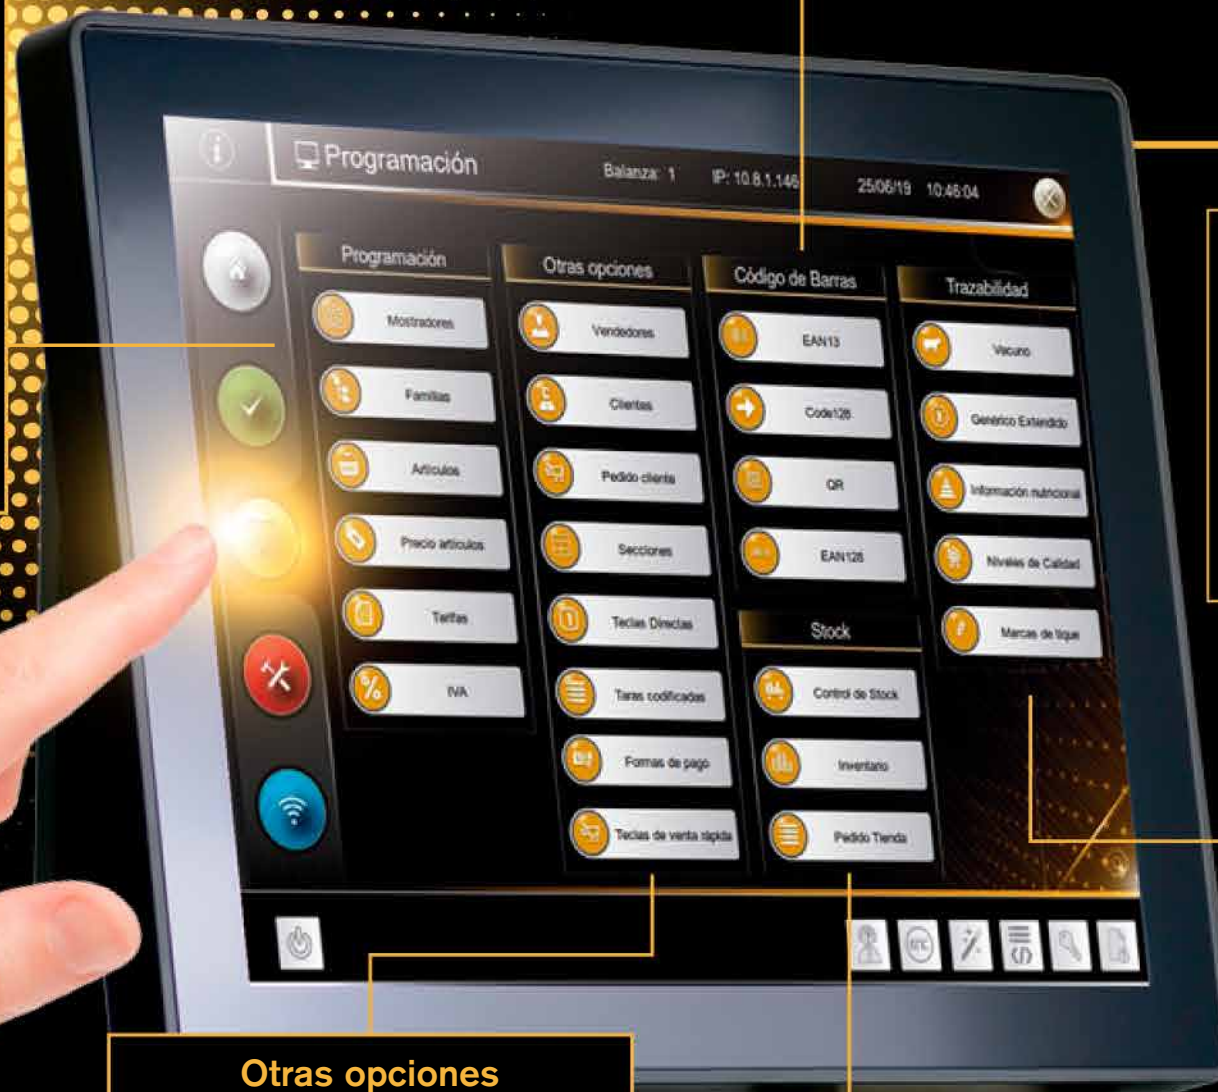 Programación
Balanza: 1
IP: 10.8.1.146
25/06/19 10:46:04
Programación
Mostradores
Familias
Artículos
Precio artículos
Tarifas
IVA
Otras opciones
Vendedores
Clientes
Pedido cliente
Secciones
Teclas Directas
Taras codificadas
Formas de pago
Teclas de venta rápida
Código de Barras
EAN13
Code128
QR
EAN128
Stock
Control de Stock
Inventario
Pedido Tienda
Trazabilidad
Vacuno
Genérico Extendido
Información nutricional
Niveles de Calidad
Marcas de tique
Otras opciones